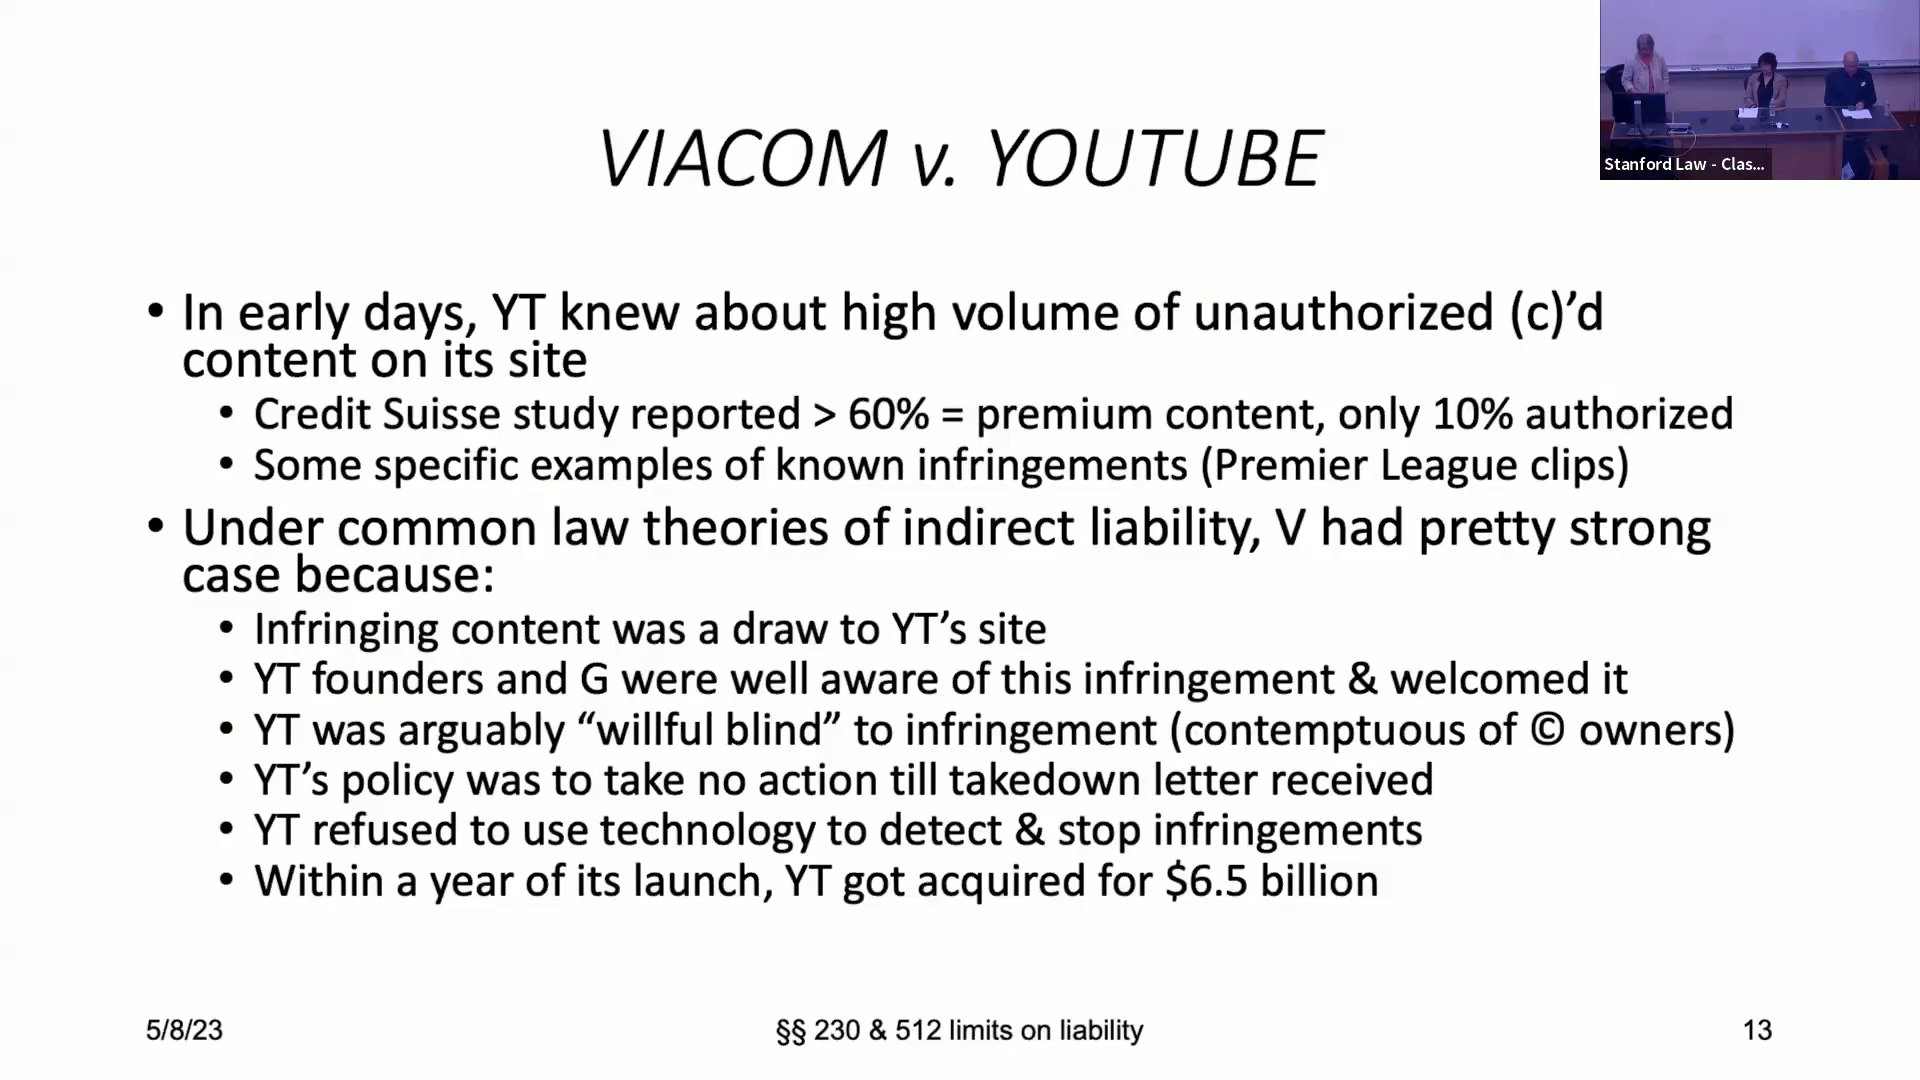 Stanford Law - Clas...
VIACOM v. YOUTUBE
• In early days, YT knew about high volume of unauthorized (c)’d
content on its site
• Credit Suisse study reported > 60% = premium content, only 10% authorized
• Some specific examples of known infringements (Premier League clips)
• Under common law theories of indirect liability, V had pretty strong
case because:
• Infringing content was a draw to YT’s site
• YT founders and G were well aware of this infringement & welcomed it
• YT was arguably “willful blind” to infringement (contemptuous of © owners)
• YT’s policy was to take no action till takedown letter received
• YT refused to use technology to detect & stop infringements
• Within a year of its launch, YT got acquired for $6.5 billion
5/8/23
§§ 230 & 512 limits on liability
13